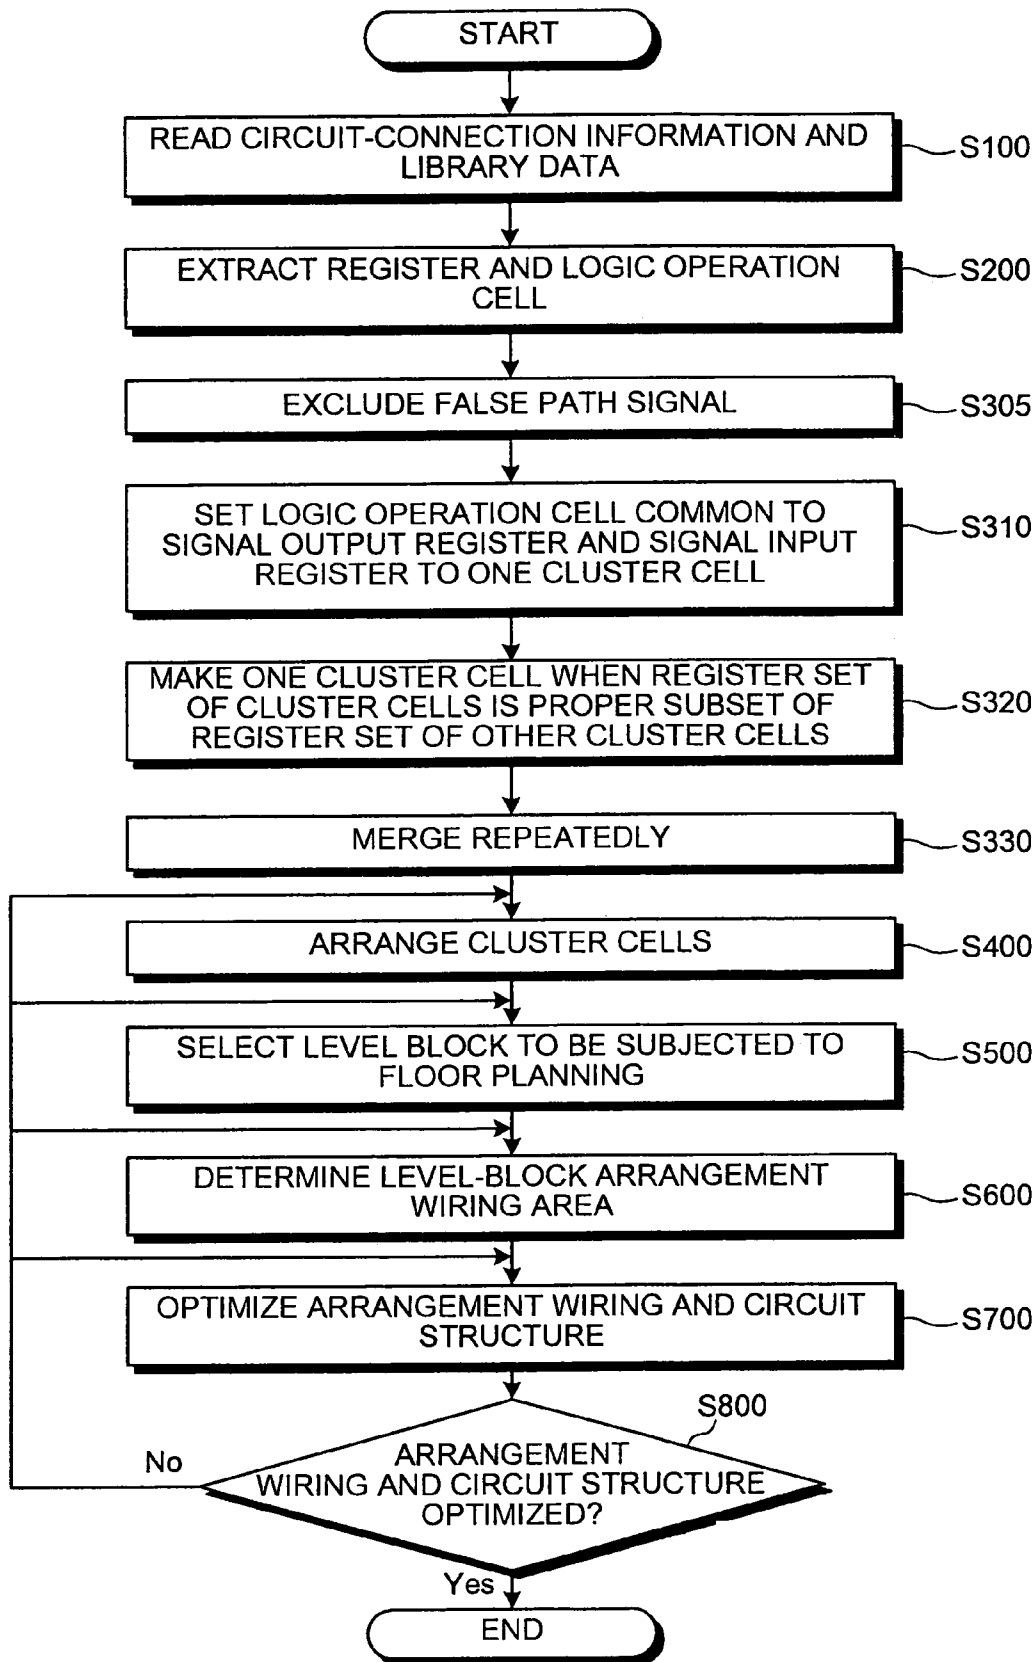 START
READ CIRCUIT-CONNECTION INFORMATION AND
LIBRARY DATA
S100
EXTRACT REGISTER AND LOGIC OPERATION
CELL
S200
EXCLUDE FALSE PATH SIGNAL
S305
SET LOGIC OPERATION CELL COMMON TO
SIGNAL OUTPUT REGISTER AND SIGNAL INPUT
REGISTER TO ONE CLUSTER CELL
S310
MAKE ONE CLUSTER CELL WHEN REGISTER SET
OF CLUSTER CELLS IS PROPER SUBSET OF
REGISTER SET OF OTHER CLUSTER CELLS
S320
MERGE REPEATEDLY
S330
ARRANGE CLUSTER CELLS
S400
SELECT LEVEL BLOCK TO BE SUBJECTED TO
FLOOR PLANNING
S500
DETERMINE LEVEL-BLOCK ARRANGEMENT
WIRING AREA
S600
OPTIMIZE ARRANGEMENT WIRING AND CIRCUIT
STRUCTURE
S700
S800
No
ARRANGEMENT
WIRING AND CIRCUIT STRUCTURE
OPTIMIZED?
Yes
END